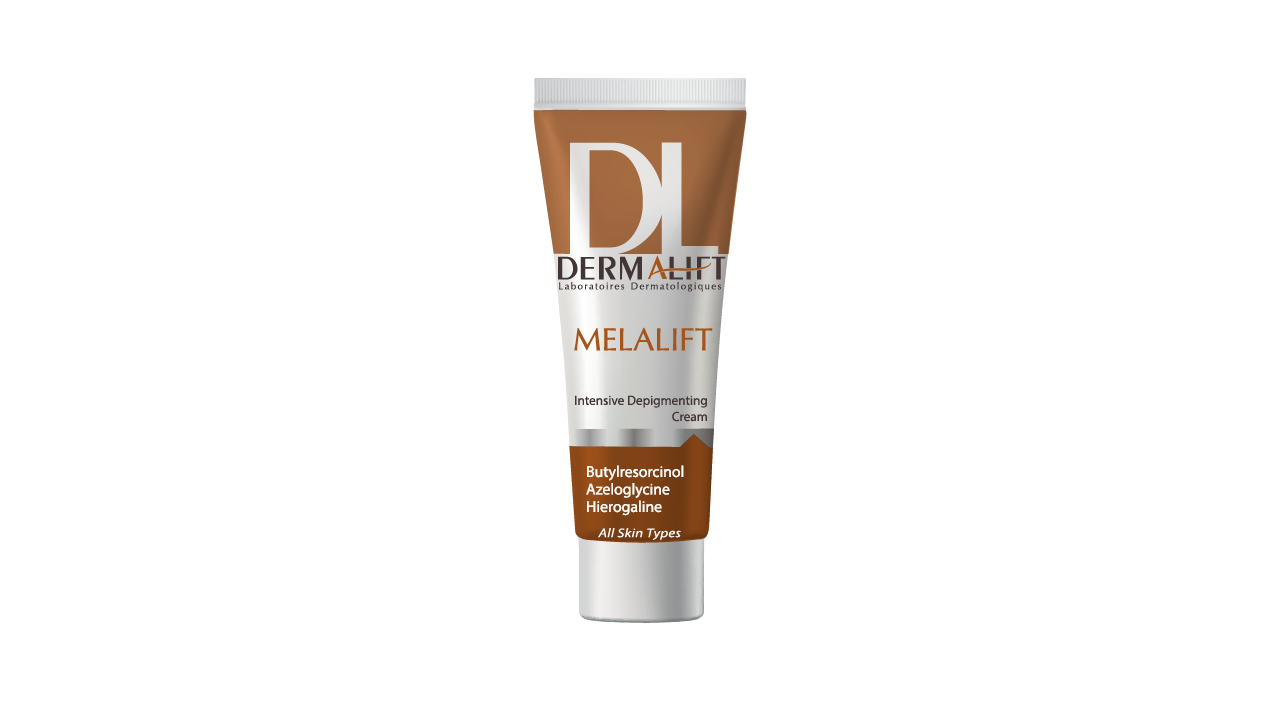 DL
DERMALIFT
Laboratoires Dermatologiques
MELALIFT
Intensive Depigmenting
Cream
Butylresorcinol
Azeloglycine
Hierogaline
All Skin Types